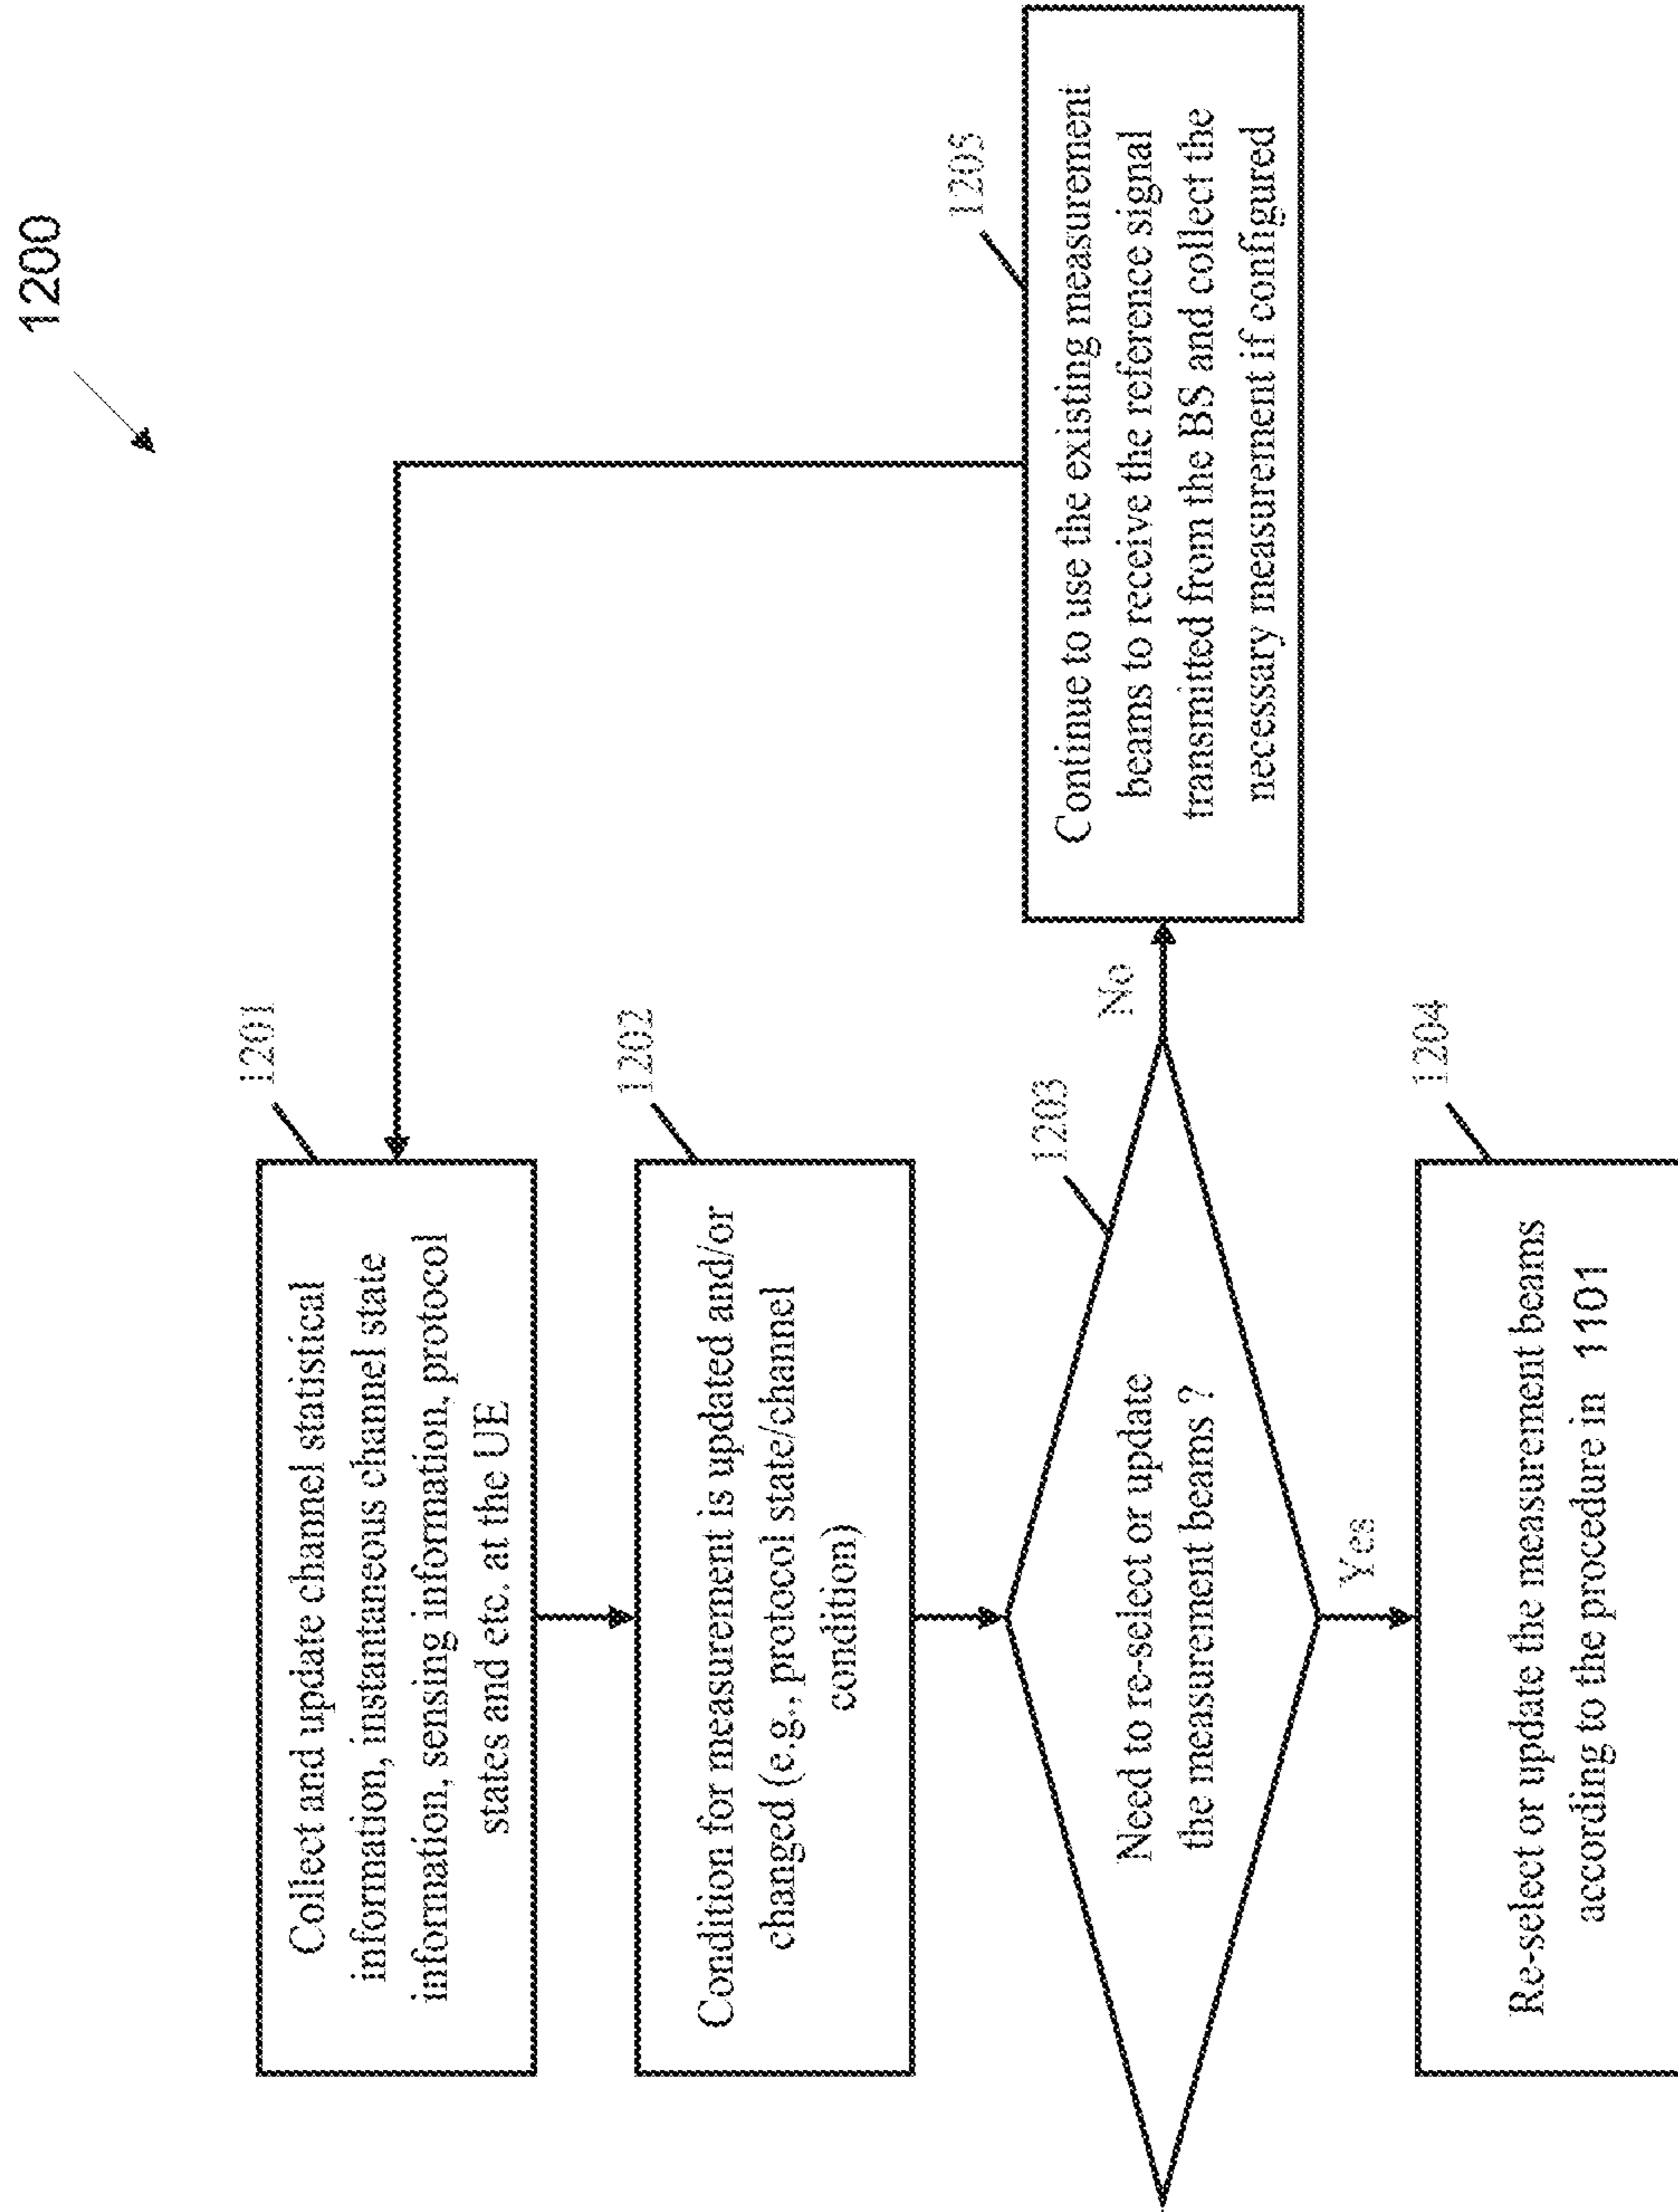 1200
1201
Collect and update channel statistical
information, instantaneous channel state
information, sensing information, protocol
states and etc. at the UE
1202
Condition for measurement is updated and/or
changed (e.g., protocol state/channel
condition)
1203
Need to re-select or update
the measurement beams ?
No
1205
Continue to use the existing measurement
beams to receive the reference signal
transmitted from the BS and collect the
necessary measurement if configured
Yes
1204
Re-select or update the measurement beams
according to the procedure in 1101